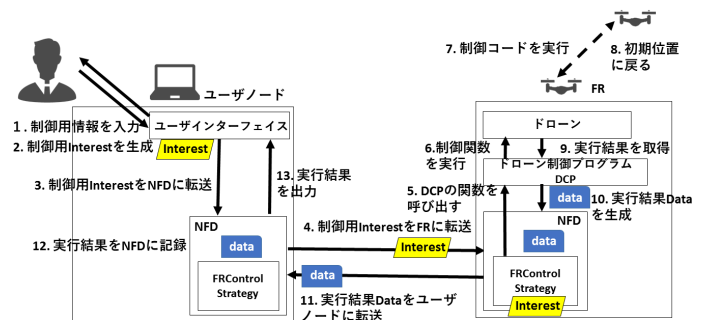 7. 制御コードを実行
8. 初期位置
に戻る
FR
ユーザノード
1. 制御用情報を入力
ユーザインターフェイス
2. 制御用Interestを生成
Interest
3. 制御用InterestをNFDに転送
13. 実行結果
を出力
ドローン
6.制御関数
を実行
9. 実行結果を取得
ドローン制御プログラム
DCP
5. DCPの関数を
呼び出す
data
10. 実行結果Data
を生成
NFD
data
FRControl
Strategy
12. 実行結果をNFDに記録
4. 制御用InterestをFRに転送
Interest
data
11. 実行結果Dataをユーザ
ノードに転送
NFD
data
FRControl
Strategy
Interest